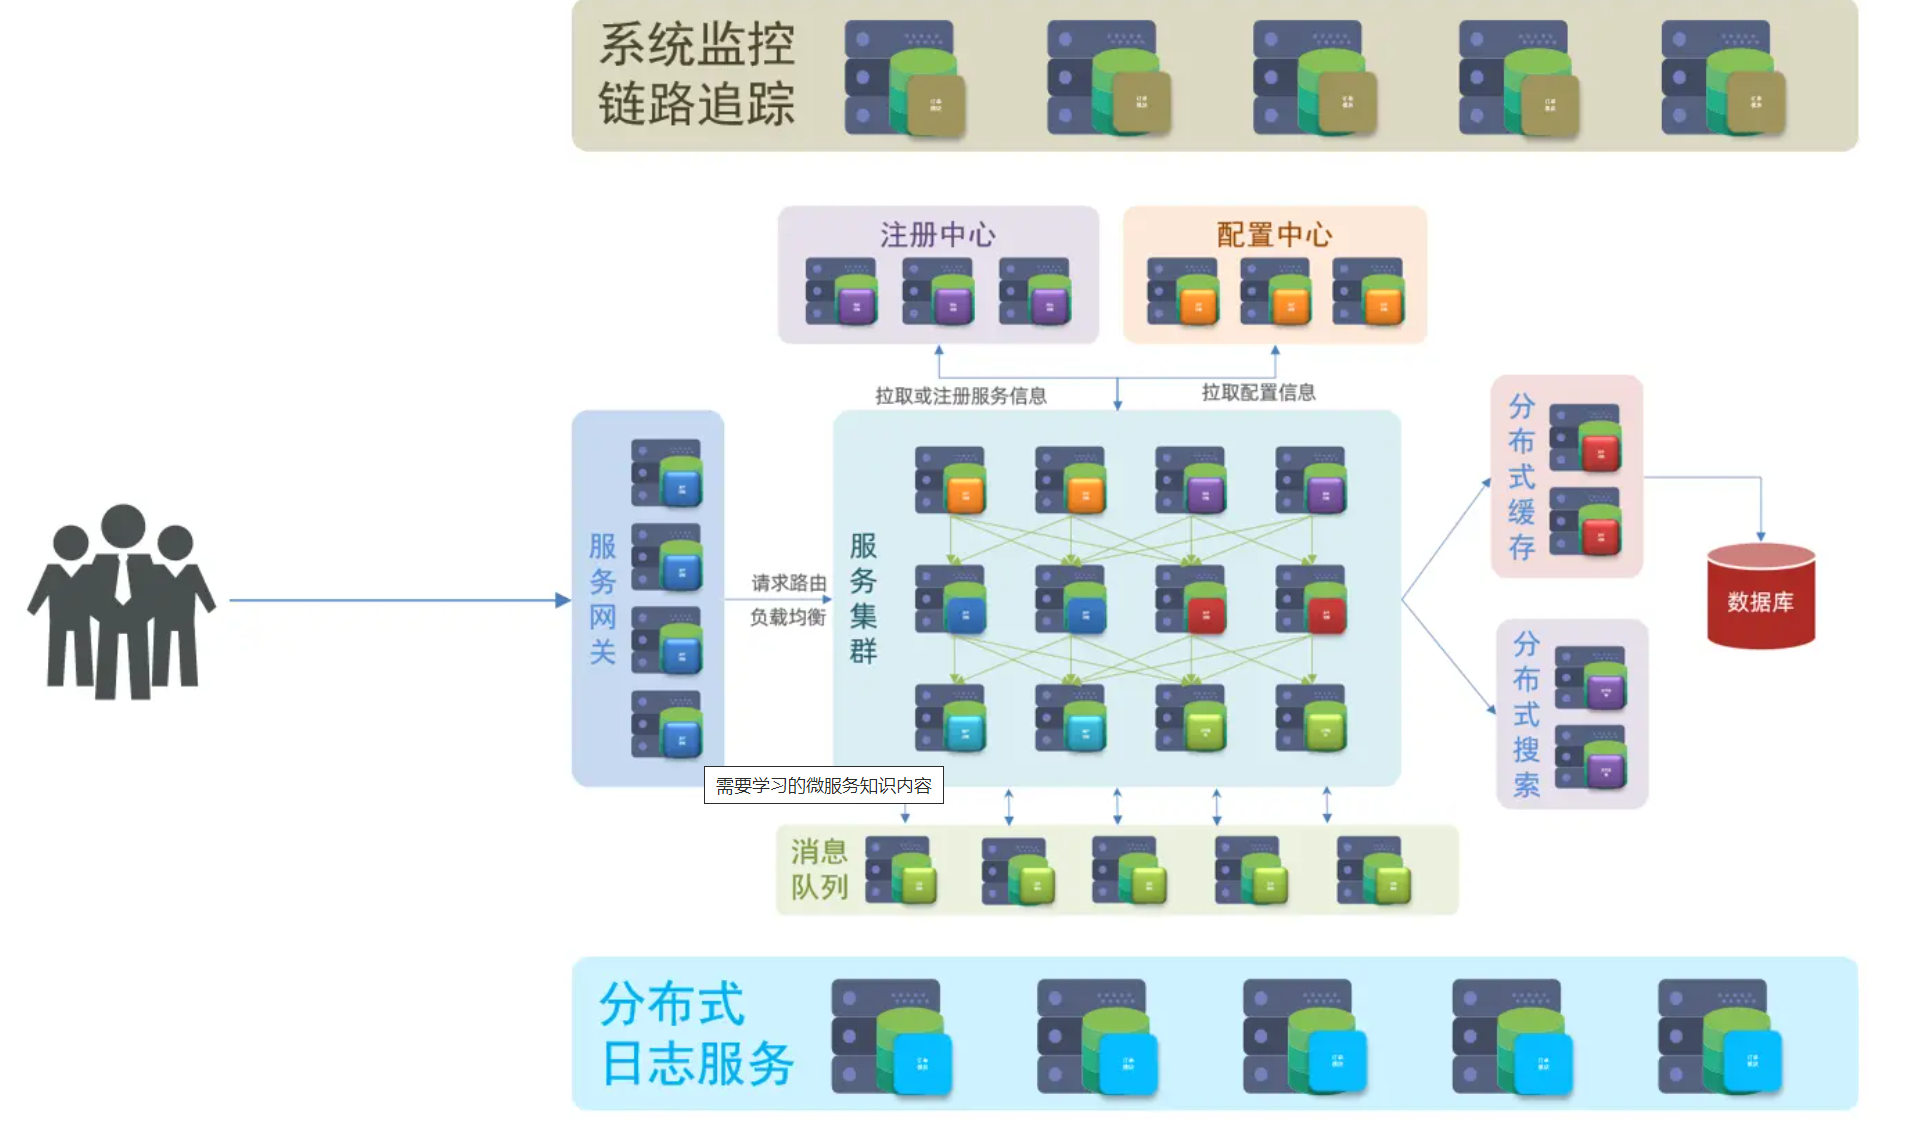 系统监控
链路追踪
注册中心
配置中心
拉取或注册服务信息
拉取配置信息
服务网关
请求路由
负载均衡
服务集群
分布式缓存
数据库
分布式搜索
需要学习的微服务知识内容
消息
队列
分布式
日志服务